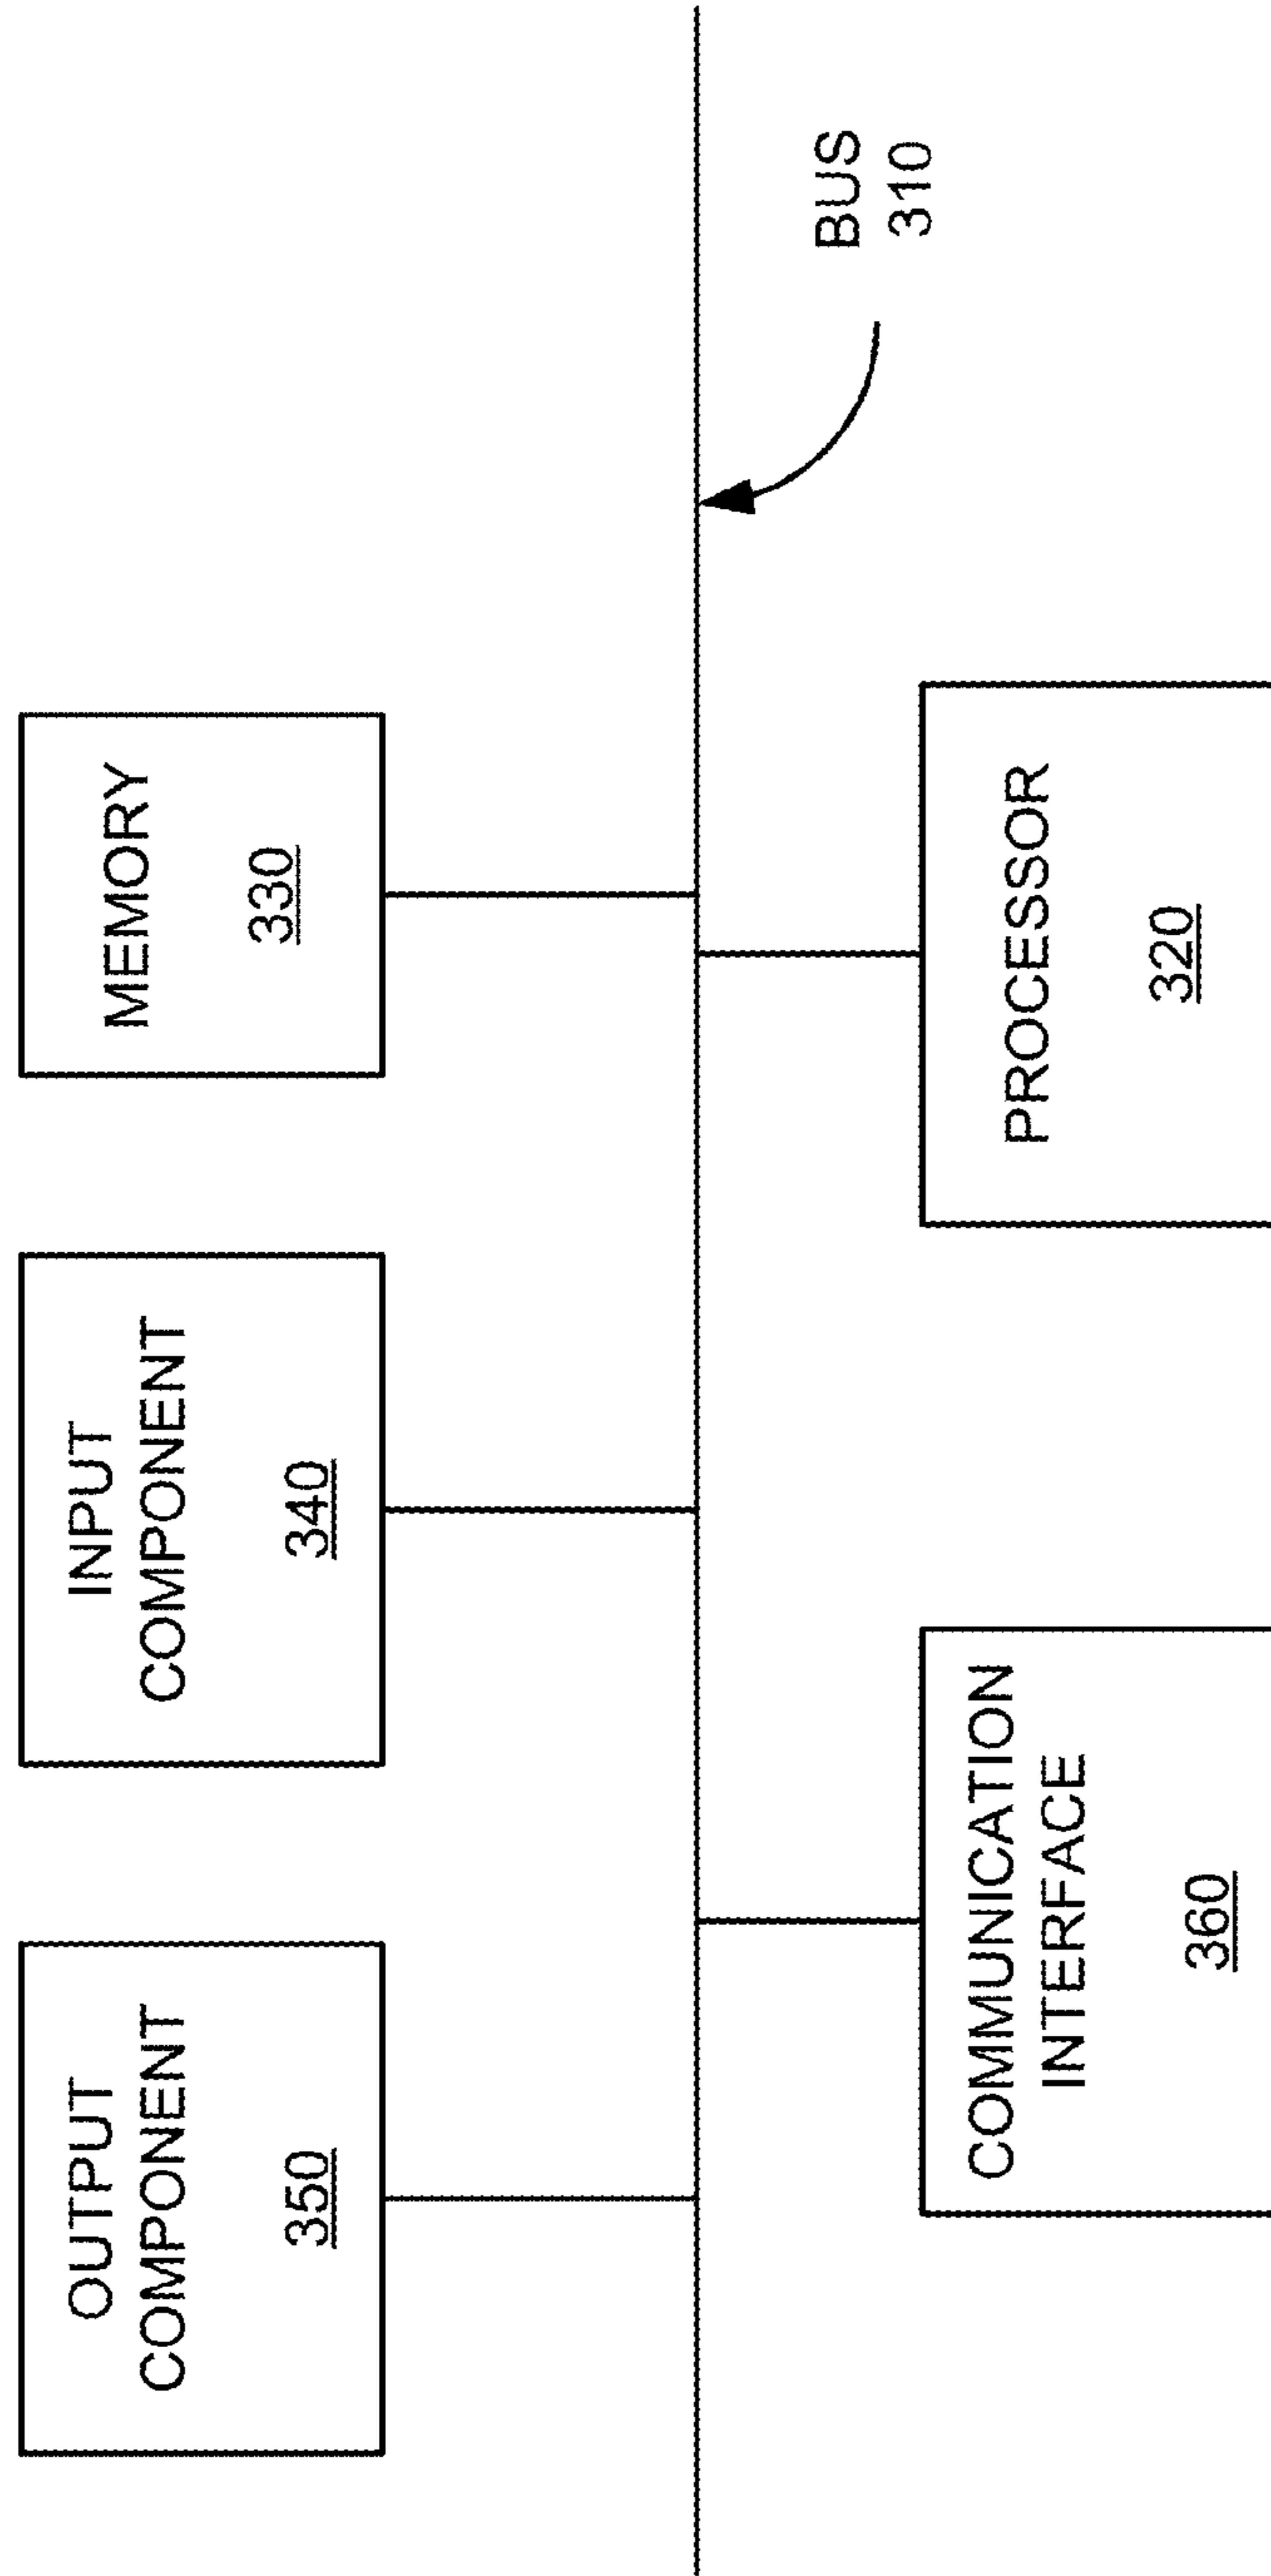 OUTPUT
COMPONENT
350
INPUT
COMPONENT
340
MEMORY
330
BUS
310
COMMUNICATION
INTERFACE
360
PROCESSOR
320